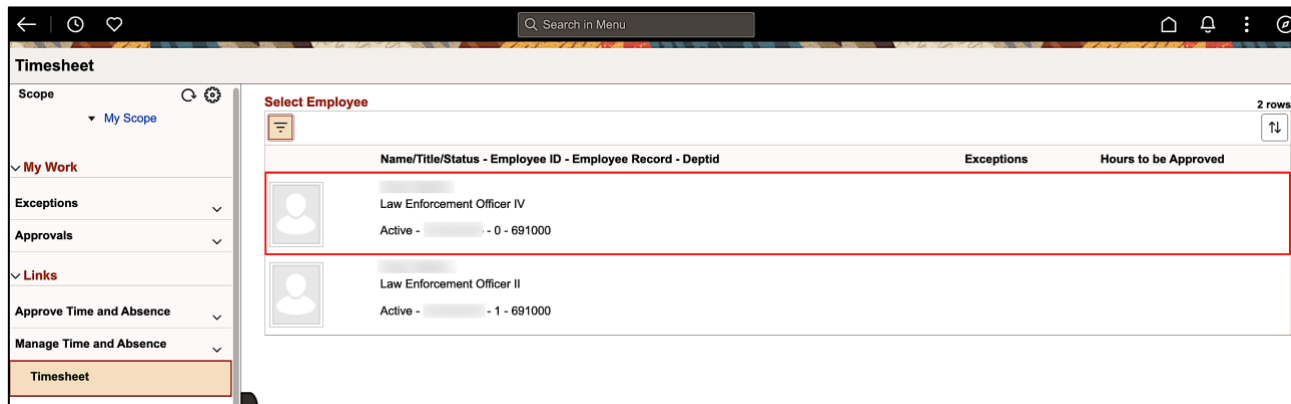 Search in Menu
Timesheet
Scope
My Scope
My Work
Exceptions
Approvals
Links
Approve Time and Absence
Manage Time and Absence
Timesheet
Select Employee
2 rows
Name/Title/Status - Employee ID - Employee Record - Deptid Exceptions Hours to be Approved
Law Enforcement Officer IV
Active - - 0 - 691000
Law Enforcement Officer II
Active - - 1 - 691000